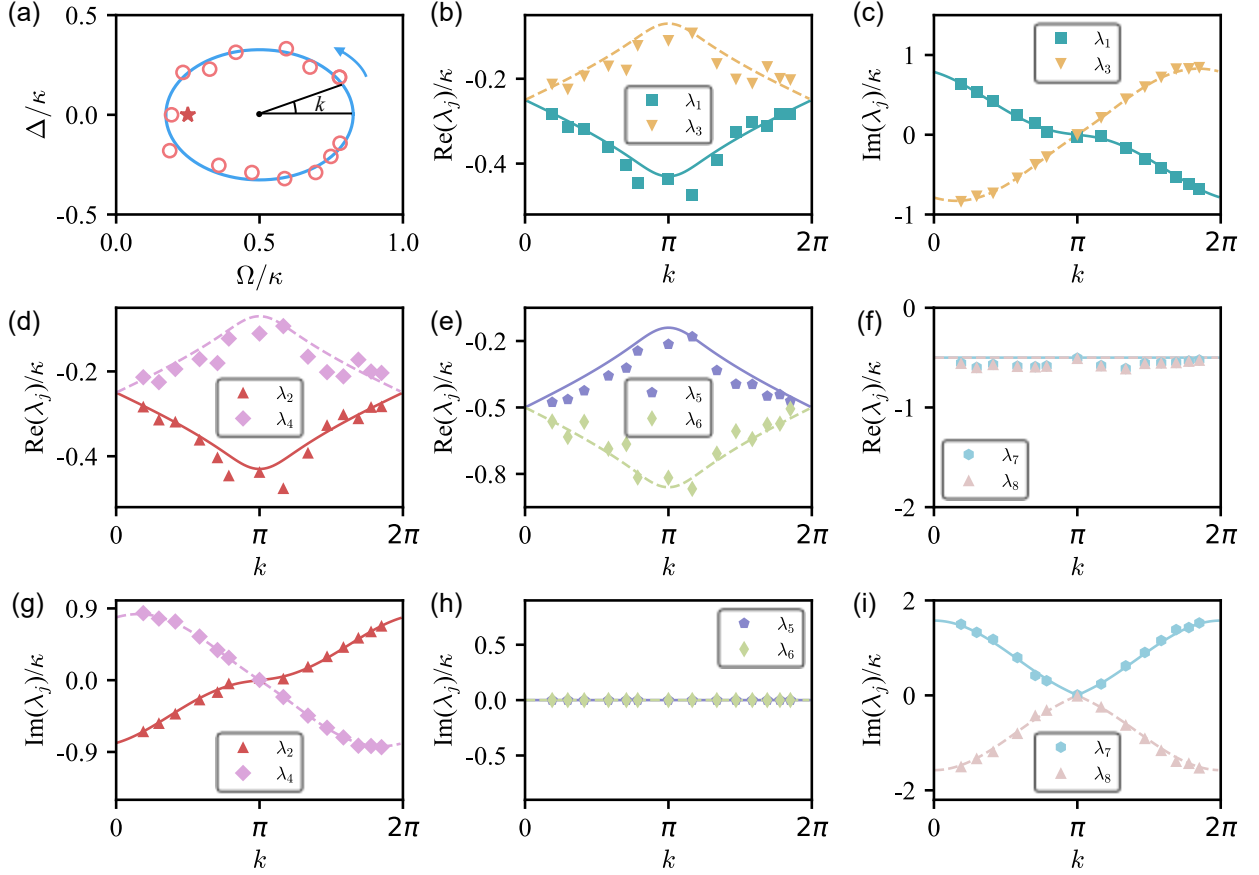 (a)
0.5
0.0
-0.5
Δ/κ
k
0.0
0.5
1.0
Ω/κ
(b)
-0.2
-0.4
Re(λⱼ)/κ
λ₁
λ₃
0
π
2π
k
(c)
1
0
-1
Im(λⱼ)/κ
λ₁
λ₃
0
π
2π
k
(d)
-0.2
-0.4
Re(λⱼ)/κ
λ₂
λ₄
0
π
2π
k
(e)
-0.2
-0.5
-0.8
Re(λⱼ)/κ
λ₅
λ₆
0
π
2π
k
(f)
0
-1
-2
Re(λⱼ)/κ
λ₇
λ₈
0
π
2π
k
(g)
0.9
0.0
-0.9
Im(λⱼ)/κ
λ₂
λ₄
0
π
2π
k
(h)
0.5
0.0
-0.5
Im(λⱼ)/κ
λ₅
λ₆
0
π
2π
k
(i)
2
0
-2
Im(λⱼ)/κ
λ₇
λ₈
0
π
2π
k